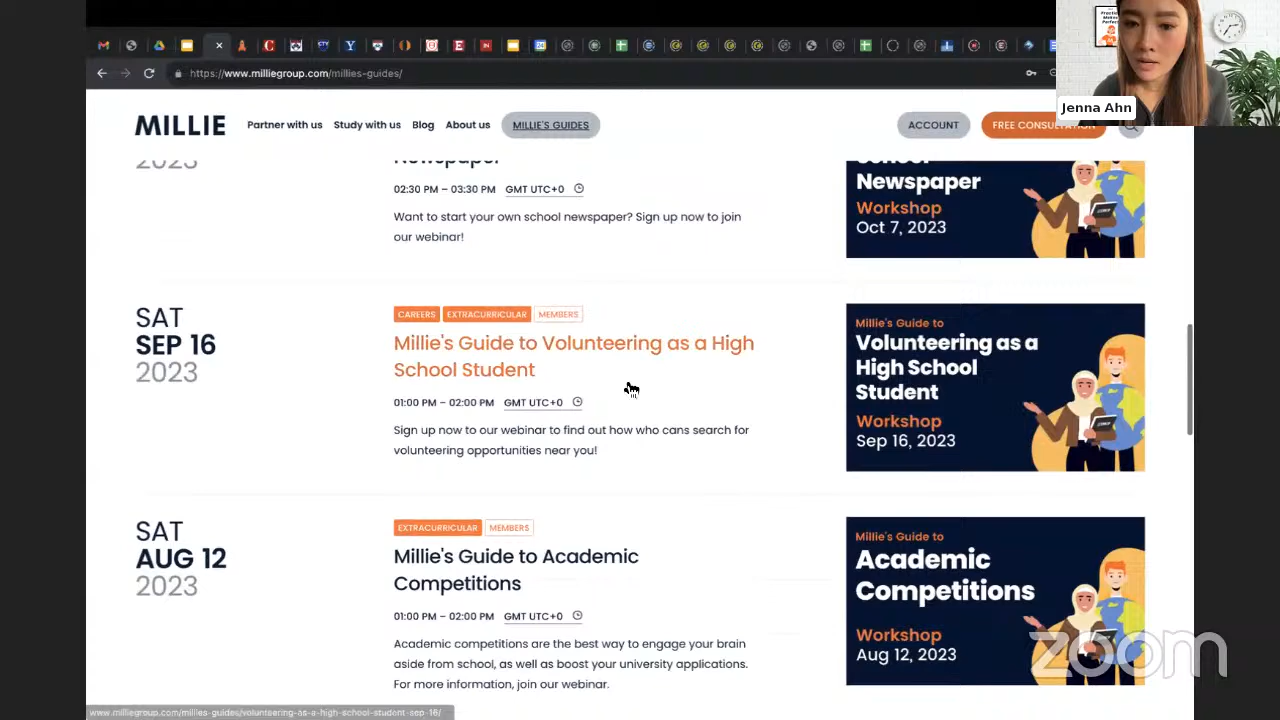 https://www.milliegroup.com/millies-guides/
Jenna Ahn
MILLIE
Partner with us
Study with us
Blog
About us
MILLIE'S GUIDES
ACCOUNT
FREE CONSULTATION
2023
Newspaper
02:30 PM – 03:30 PM GMT UTC+0
Want to start your own school newspaper? Sign up now to join
our webinar!
School
Newspaper
Workshop
Oct 7, 2023
SAT
SEP 16
2023
CAREERS EXTRACURRICULAR MEMBERS
Millie's Guide to Volunteering as a High
School Student
01:00 PM – 02:00 PM GMT UTC+0
Sign up now to our webinar to find out how who cans search for
volunteering opportunities near you!
Millie's Guide to
Volunteering as a
High School
Student
Workshop
Sep 16, 2023
SAT
AUG 12
2023
EXTRACURRICULAR MEMBERS
Millie's Guide to Academic
Competitions
01:00 PM – 02:00 PM GMT UTC+0
Academic competitions are the best way to engage your brain
aside from school, as well as boost your university applications.
For more information, join our webinar.
Millie's Guide to
Academic
Competitions
Workshop
Aug 12, 2023
zoom
www.milliegroup.com/millies-guides/volunteering-as-a-high-school-student-sep-16/